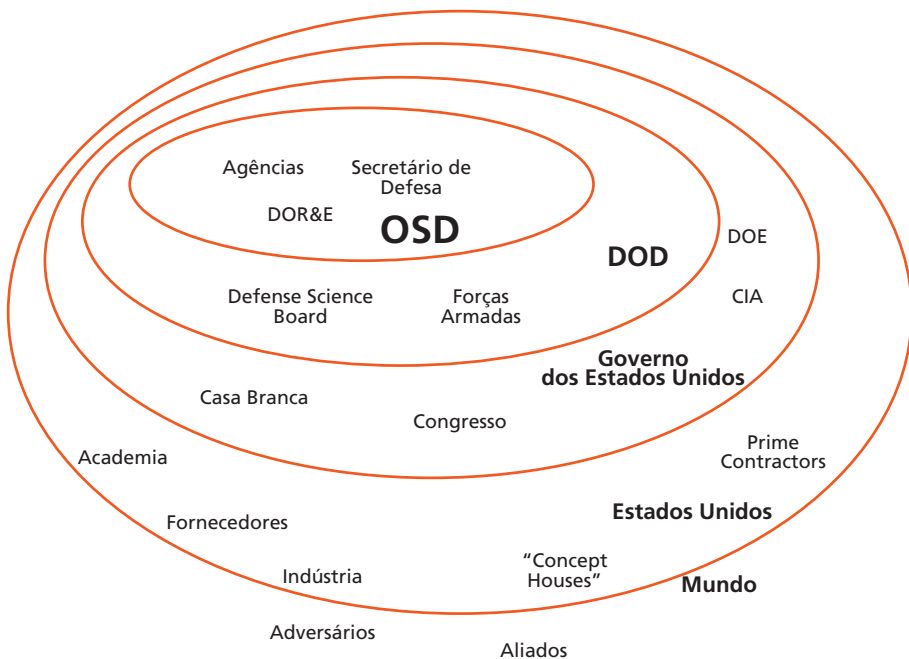 Agências
Secretário de
Defesa
DOR&E
OSD
DOD
DOE
Defense Science
Board
Forças
Armadas
CIA
Governo
dos Estados Unidos
Casa Branca
Congresso
Academia
Prime
Contractors
Fornecedores
Estados Unidos
Indústria
“Concept
Houses”
Mundo
Adversários
Aliados